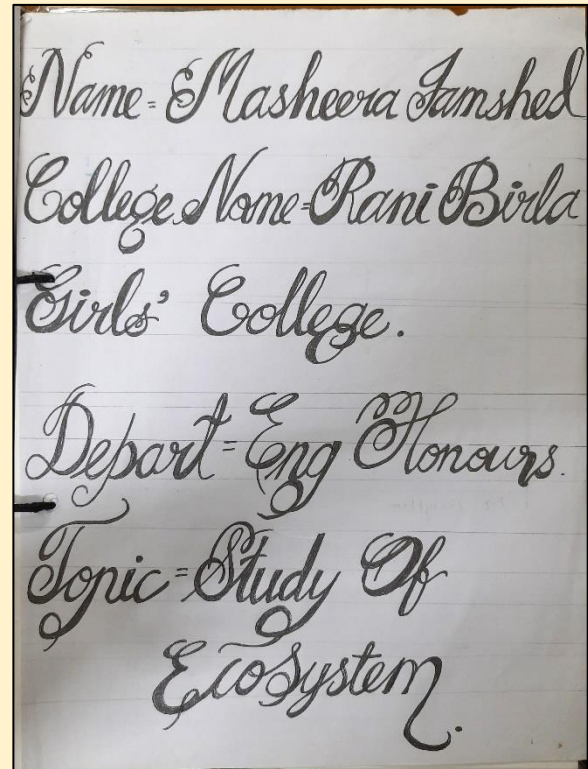 Name = Masheera Jamshed
College Name = Rani Birla
Girls' College.
Depart = Eng Honours.
Topic = Study Of
EcoSystem.